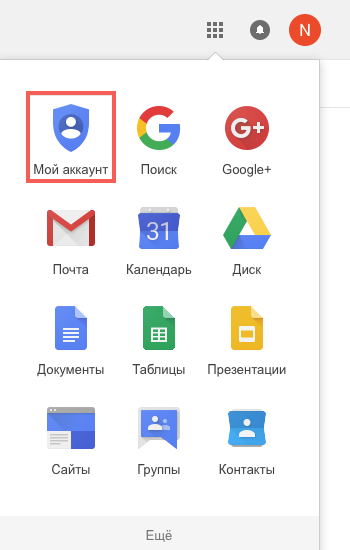 N
Мой аккаунт
Поиск
Google+
Почта
31
Календарь
Диск
Документы
Таблицы
Презентации
Сайты
Группы
Контакты
Ещё